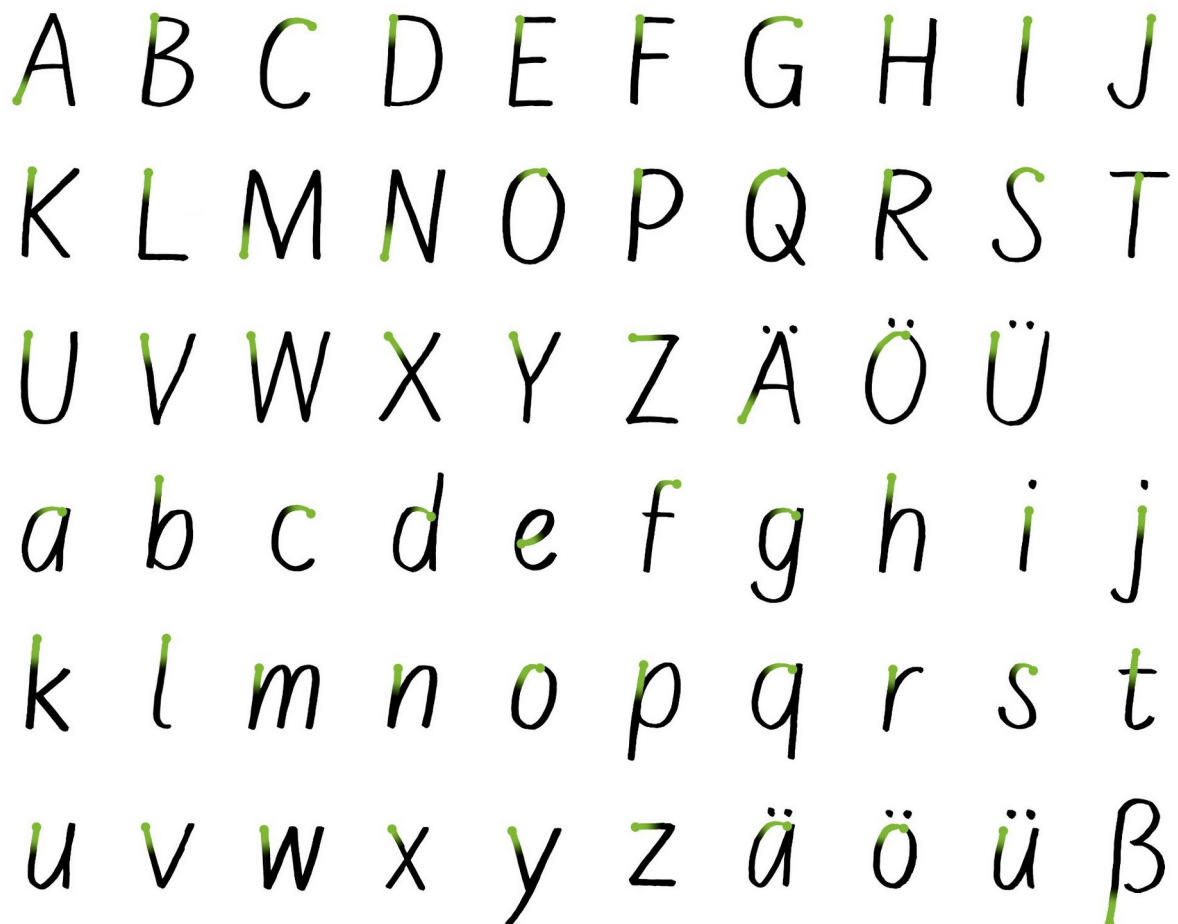 A B C D E F G H I J
K L M N O P Q R S T
U V W X Y Z Ä Ö Ü
a b c d e f g h i j
k l m n o p q r s t
u v w x y z ä ö ü ß